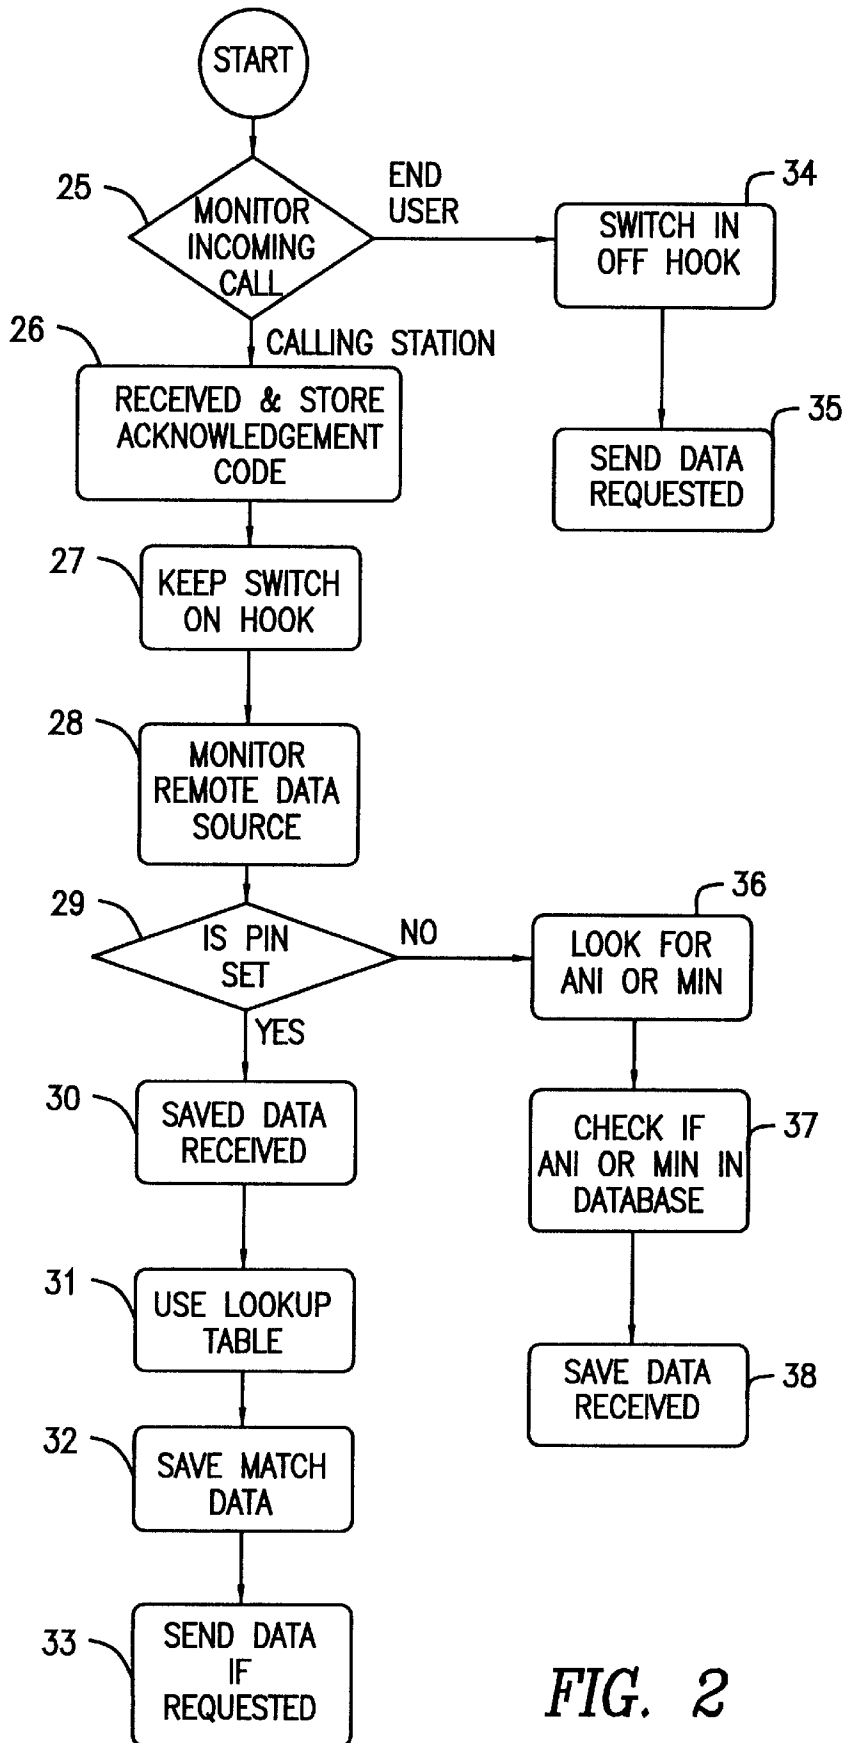 START
25
MONITOR
INCOMING
CALL
END
USER
34
SWITCH IN
OFF HOOK
26
CALLING STATION
RECEIVED & STORE
ACKNOWLEDGEMENT
CODE
35
SEND DATA
REQUESTED
27
KEEP SWITCH
ON HOOK
28
MONITOR
REMOTE DATA
SOURCE
29
IS PIN
SET
NO
36
LOOK FOR
ANI OR MIN
YES
30
SAVED DATA
RECEIVED
37
CHECK IF
ANI OR MIN IN
DATABASE
31
USE LOOKUP
TABLE
38
SAVE DATA
RECEIVED
32
SAVE MATCH
DATA
33
SEND DATA
IF
REQUESTED
FIG. 2